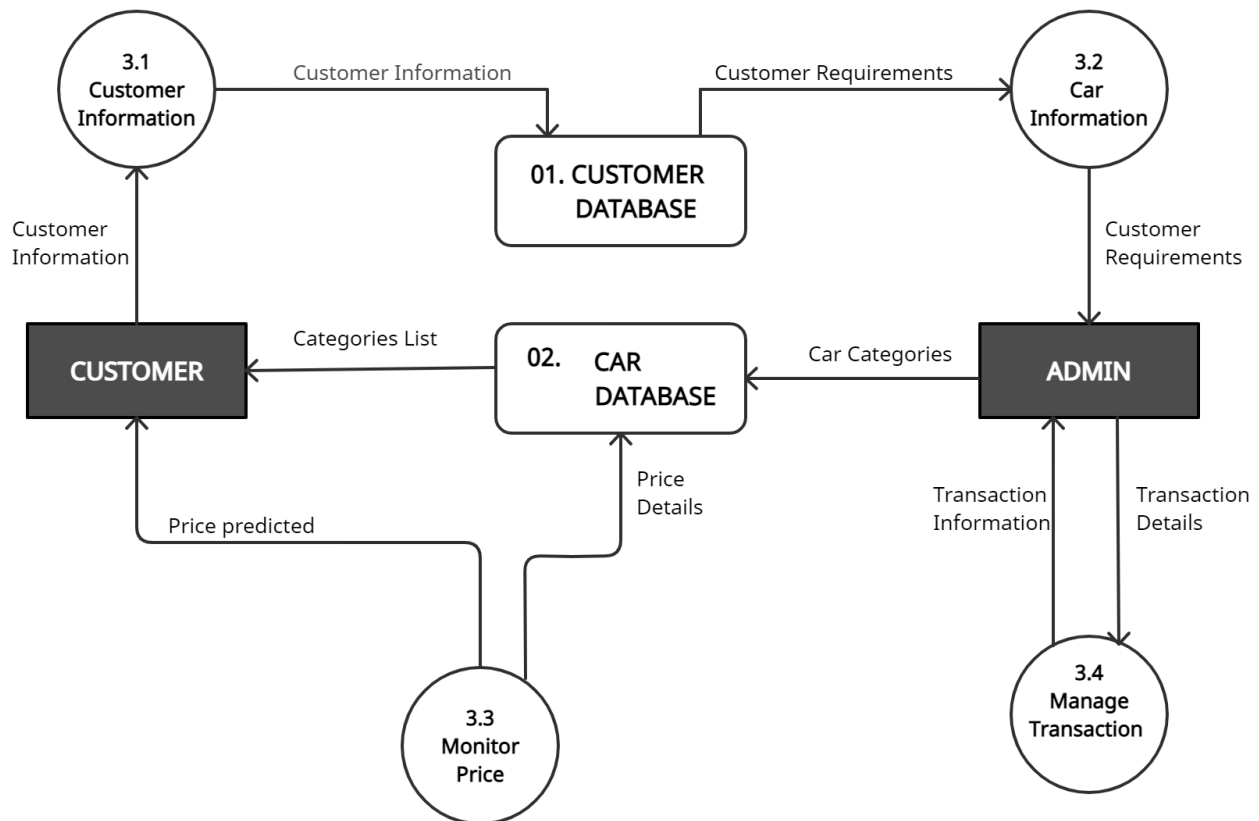 3.1
Customer
Information
Customer Information
Customer Requirements
3.2
Car
Information
01. CUSTOMER
DATABASE
Customer
Information
Customer
Requirements
CUSTOMER
Categories List
02. CAR
DATABASE
Car Categories
ADMIN
Price predicted
Price
Details
Transaction
Information
Transaction
Details
3.3
Monitor
Price
3.4
Manage
Transaction